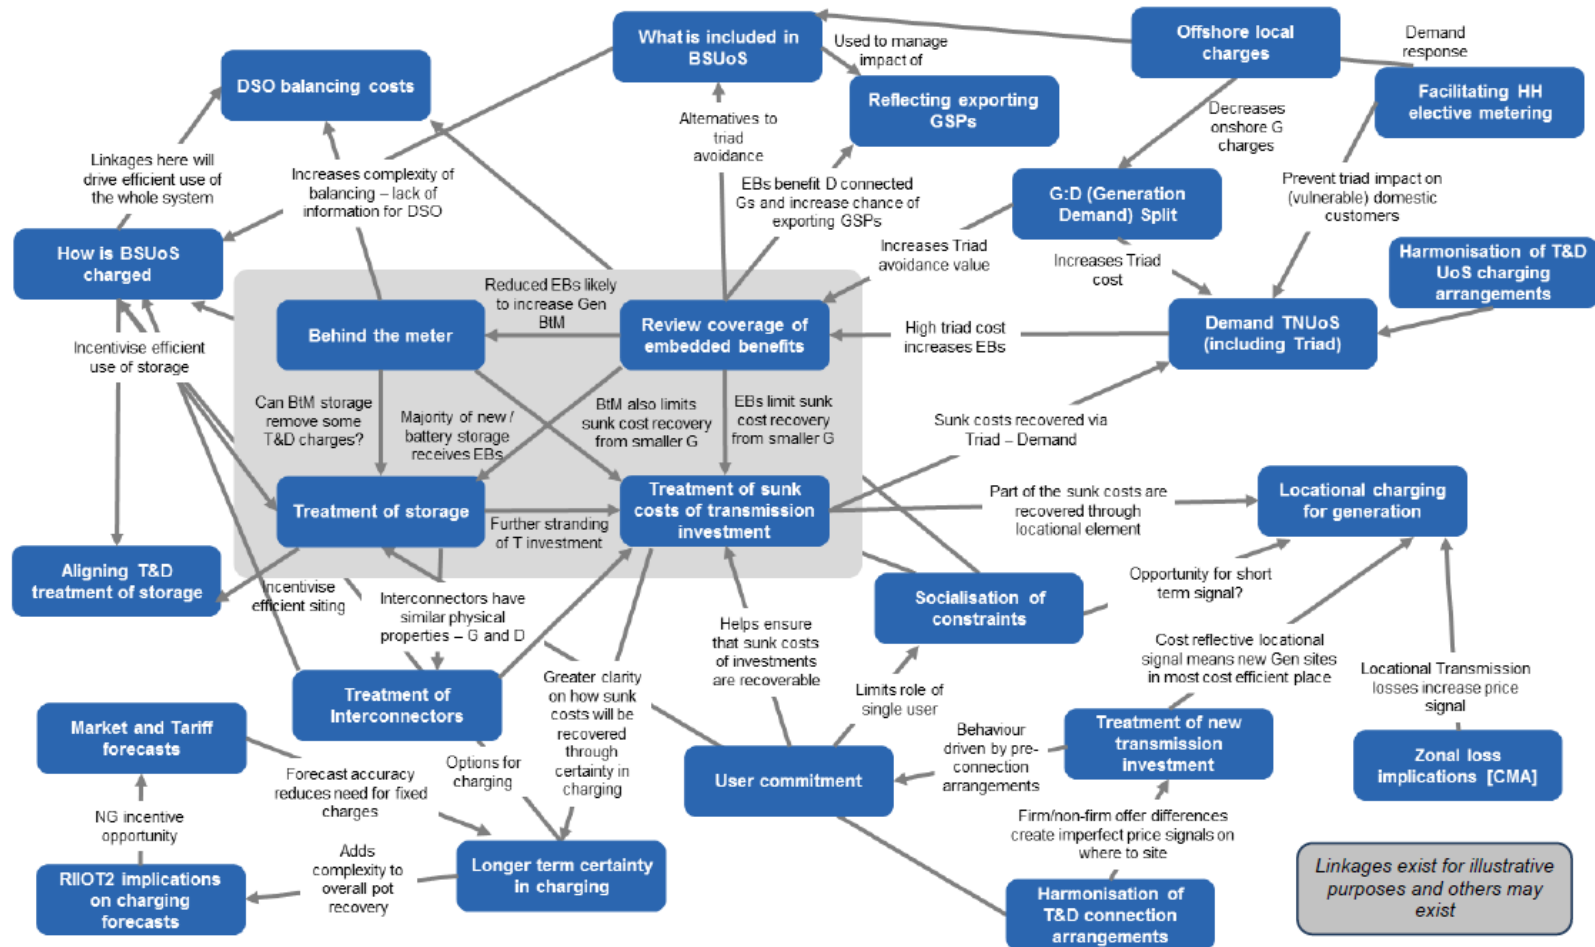 What is included in
BSUoS
Offshore local
charges
Demand
response
Used to manage
impact of
DSO balancing costs
Reflecting exporting
GSPs
Facilitating HH
elective metering
Decreases
onshore G
charges
Alternatives to
triad
avoidance
Linkages here will
drive efficient use of
the whole system
Increases complexity of
balancing – lack of
information for DSO
EBs benefit D connected
Gs and increase chance of
exporting GSPs
G:D (Generation
Demand) Split
Prevent triad impact on
(vulnerable) domestic
customers
How is BSUoS
charged
Increases Triad
avoidance value
Increases Triad
cost
Harmonisation of T&D
UoS charging
arrangements
Reduced EBs likely
to increase Gen
BtM
Behind the meter
Review coverage of
embedded benefits
High triad cost
increases EBs
Demand TNUoS
(including Triad)
Incentivise efficient
use of storage
Can BtM storage
remove some
T&D charges?
Majority of new /
battery storage
receives EBs
BtM also limits
sunk cost recovery
from smaller G
EBs limit sunk
cost recovery
from smaller G
Sunk costs recovered via
Triad – Demand
Treatment of storage
Further stranding
of T investment
Treatment of sunk
costs of transmission
investment
Part of the sunk costs are
recovered through
locational element
Locational charging
for generation
Aligning T&D
treatment of storage
Incentivise
efficient siting
Interconnectors have
similar physical
properties – G and D
Socialisation of
constraints
Opportunity for short
term signal?
Helps ensure
that sunk costs
of investments
are recoverable
Cost reflective locational
signal means new Gen sites
in most cost efficient place
Locational Transmission
losses increase price
signal
Treatment of
Interconnectors
Greater clarity
on how sunk
costs will be
recovered
through
certainty in
charging
Limits role of
single user
Market and Tariff
forecasts
Behaviour
driven by pre-
connection
arrangements
Treatment of new
transmission
investment
Zonal loss
implications [CMA]
User commitment
Options for
charging
Forecast accuracy
reduces need for fixed
charges
NG incentive
opportunity
Firm/non-firm offer differences
create imperfect price signals on
where to site
RIIOT2 implications
on charging
forecasts
Adds
complexity to
overall pot
recovery
Longer term certainty
in charging
Harmonisation of
T&D connection
arrangements
Linkages exist for illustrative
purposes and others may
exist